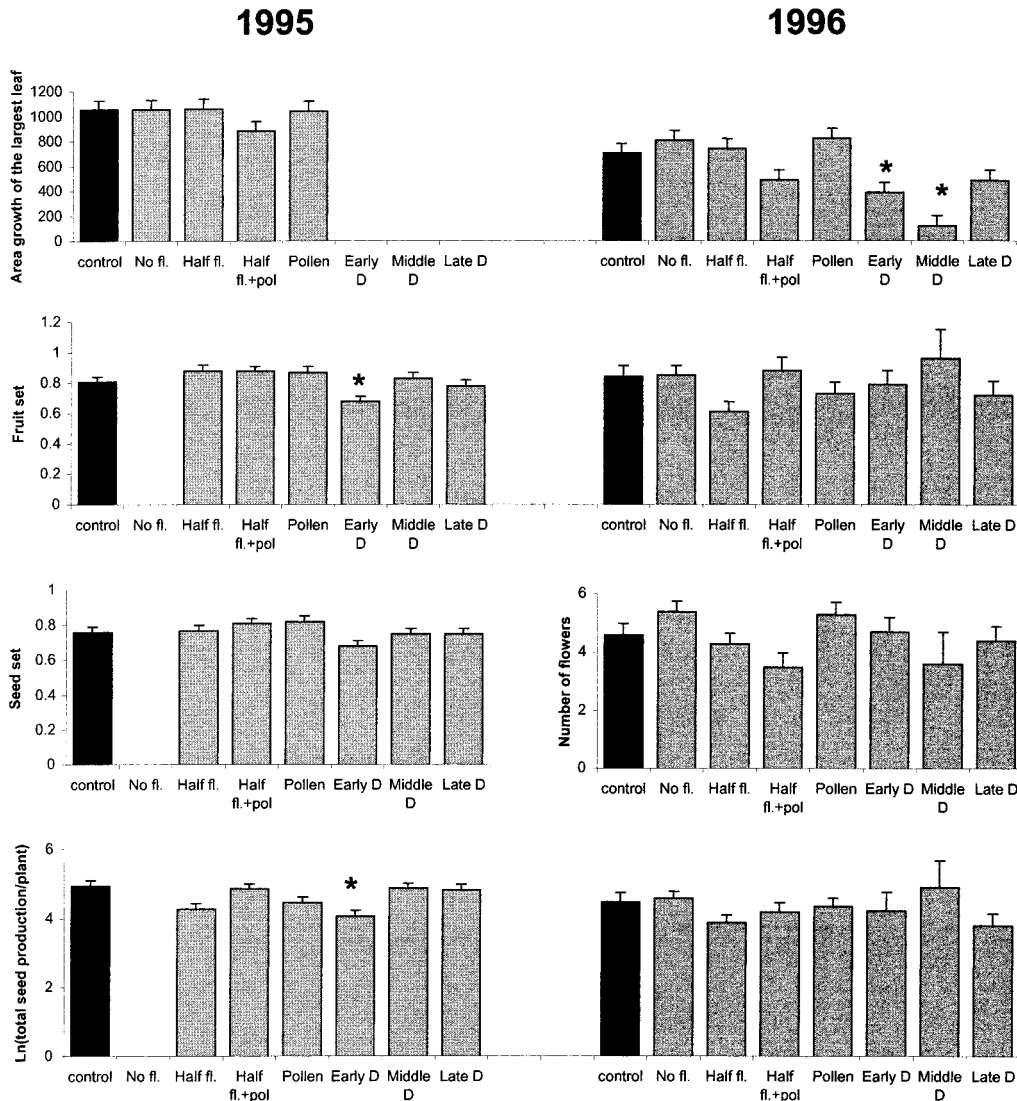 1995
1996
Area growth of the largest leaf
1200
1000
800
600
400
200
0
control No fl. Half fl. Half fl.+pol Pollen Early D Middle D Late D
*
*
control No fl. Half fl. Half fl.+pol Pollen Early D Middle D Late D
Fruit set
1.2
1
0.8
0.6
0.4
0.2
0
*
control No fl. Half fl. Half fl.+pol Pollen Early D Middle D Late D
control No fl. Half fl. Half fl.+pol Pollen Early D Middle D Late D
Seed set
1
0.8
0.6
0.4
0.2
0
control No fl. Half fl. Half fl.+pol Pollen Early D Middle D Late D
Number of flowers
6
4
2
0
control No fl. Half fl. Half fl.+pol Pollen Early D Middle D Late D
Ln(total seed production/plant)
6
4
2
0
*
control No fl. Half fl. Half fl.+pol Pollen Early D Middle D Late D
control No fl. Half fl. Half fl.+pol Pollen Early D Middle D Late D